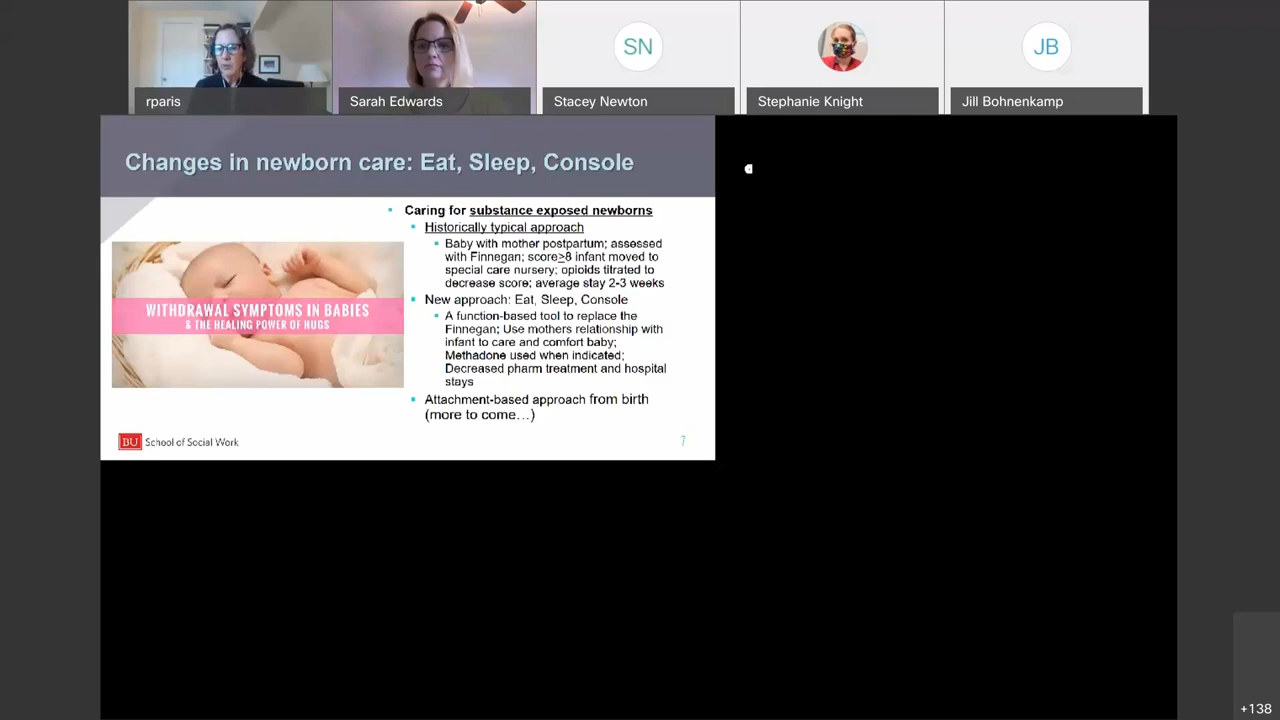 SN
JB
rparis
Sarah Edwards
Stacey Newton
Stephanie Knight
Jill Bohnenkamp
Changes in newborn care: Eat, Sleep, Console
Caring for substance exposed newborns
Historically typical approach
Baby with mother postpartum; assessed
with Finnegan; score≥8 infant moved to
special care nursery; opioids titrated to
decrease score; average stay 2-3 weeks
New approach: Eat, Sleep, Console
A function-based tool to replace the
Finnegan; Use mothers relationship with
infant to care and comfort baby;
Methadone used when indicated;
Decreased pharm treatment and hospital
stays
Attachment-based approach from birth
(more to come…)
WITHDRAWAL SYMPTOMS IN BABIES
& THE HEALING POWER OF HUGS
BU School of Social Work
7
+138